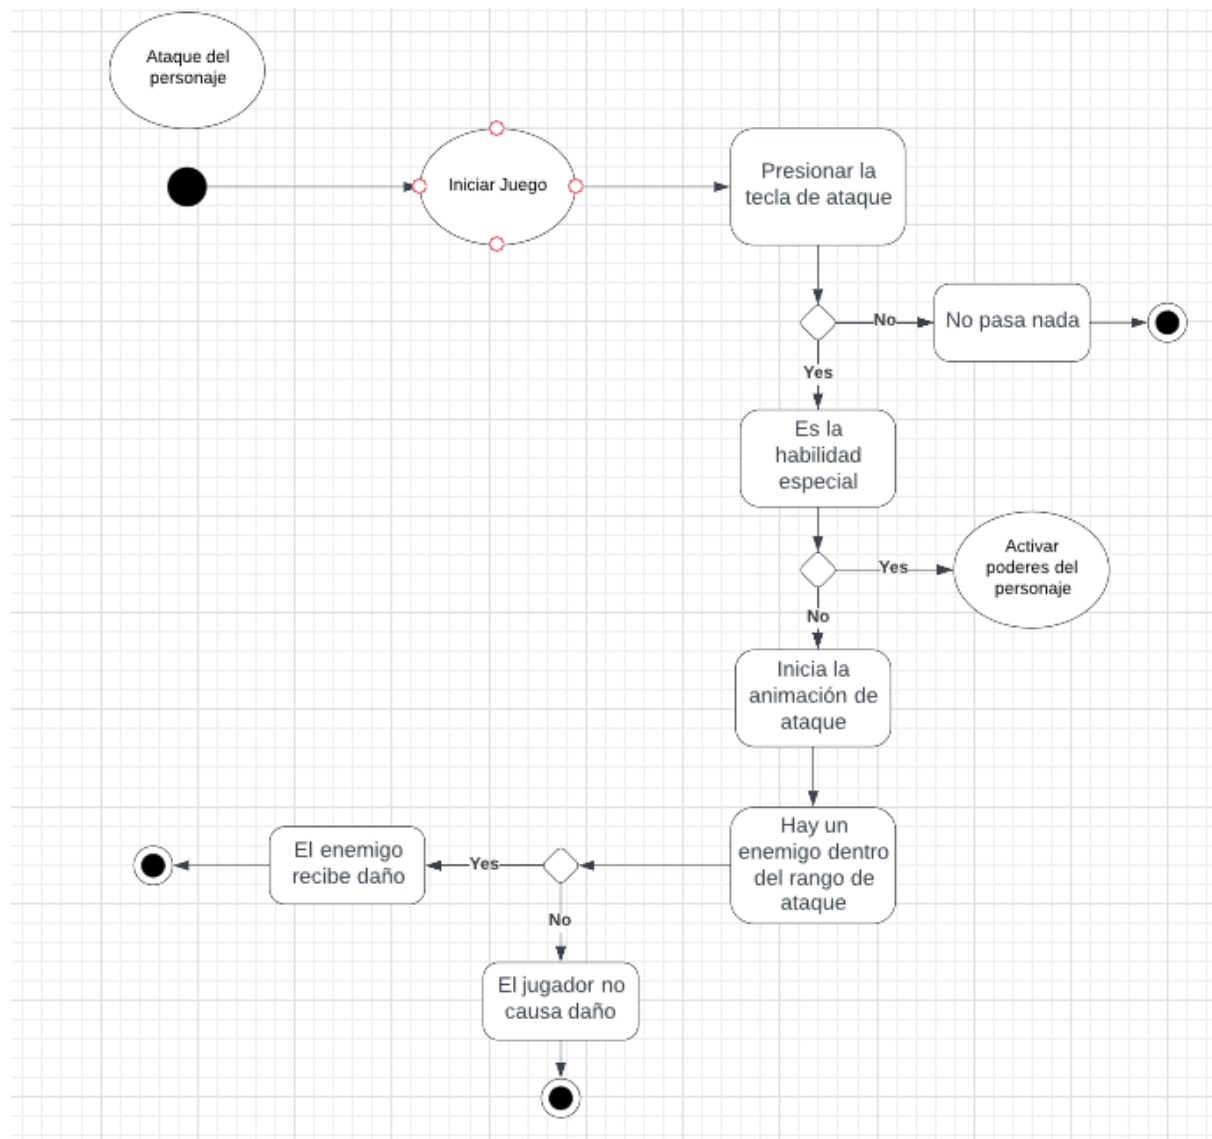 Ataque del
personaje
Iniciar Juego
Presionar la
tecla de ataque
No
No pasa nada
Yes
Es la
habilidad
especial
Yes
Activar
poderes del
personaje
No
Inicia la
animación de
ataque
Hay un
enemigo dentro
del rango de
ataque
Yes
El enemigo
recibe daño
No
El jugador no
causa daño